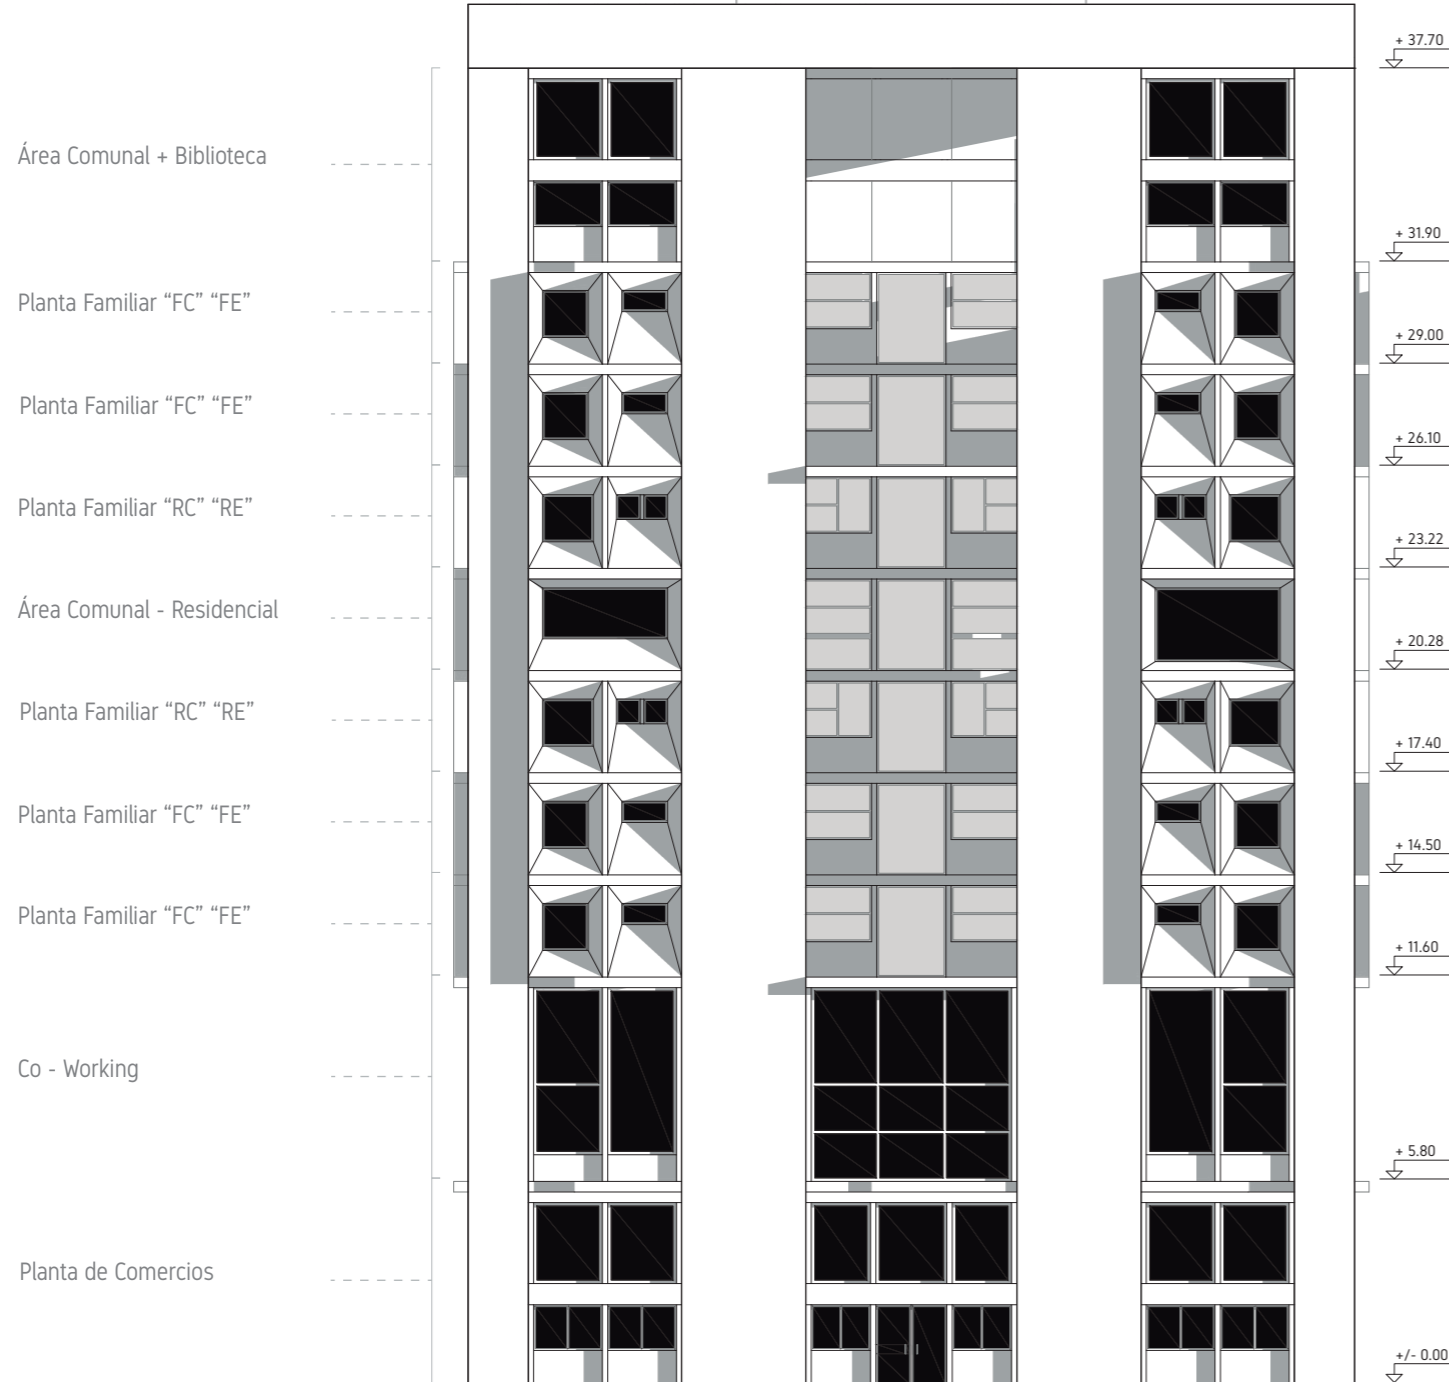 + 37.70
Área Comunal + Biblioteca
+ 31.90
Planta Familiar “FC” “FE”
+ 29.00
Planta Familiar “FC” “FE”
+ 26.10
Planta Familiar “RC” “RE”
+ 23.22
Área Comunal - Residencial
+ 20.28
Planta Familiar “RC” “RE”
+ 17.40
Planta Familiar “FC” “FE”
+ 14.50
Planta Familiar “FC” “FE”
+ 11.60
Co - Working
+ 5.80
Planta de Comercios
+/- 0.00